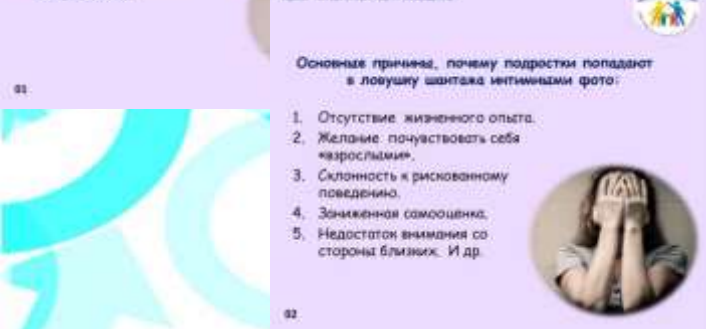 01
Основные причины, почему подростки попадают
в ловушку шантажа интимными фото:
1. Отсутствие жизненного опыта.
2. Желание почувствовать себя
«взрослыми».
3. Склонность к рискованному
поведению.
4. Заниженная самооценка.
5. Недостаток внимания со
стороны близких. И др.
02